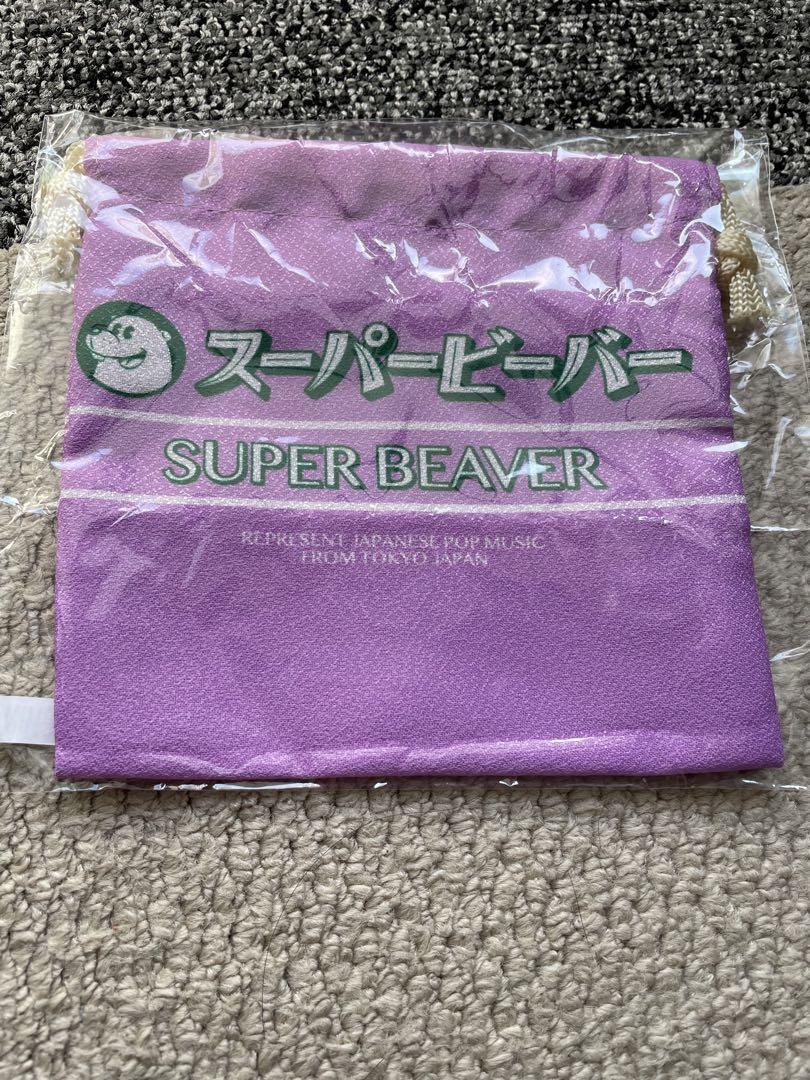 スーパービーバー
SUPER BEAVER
REPRESENT JAPANESE POP MUSIC
FROM TOKYO JAPAN